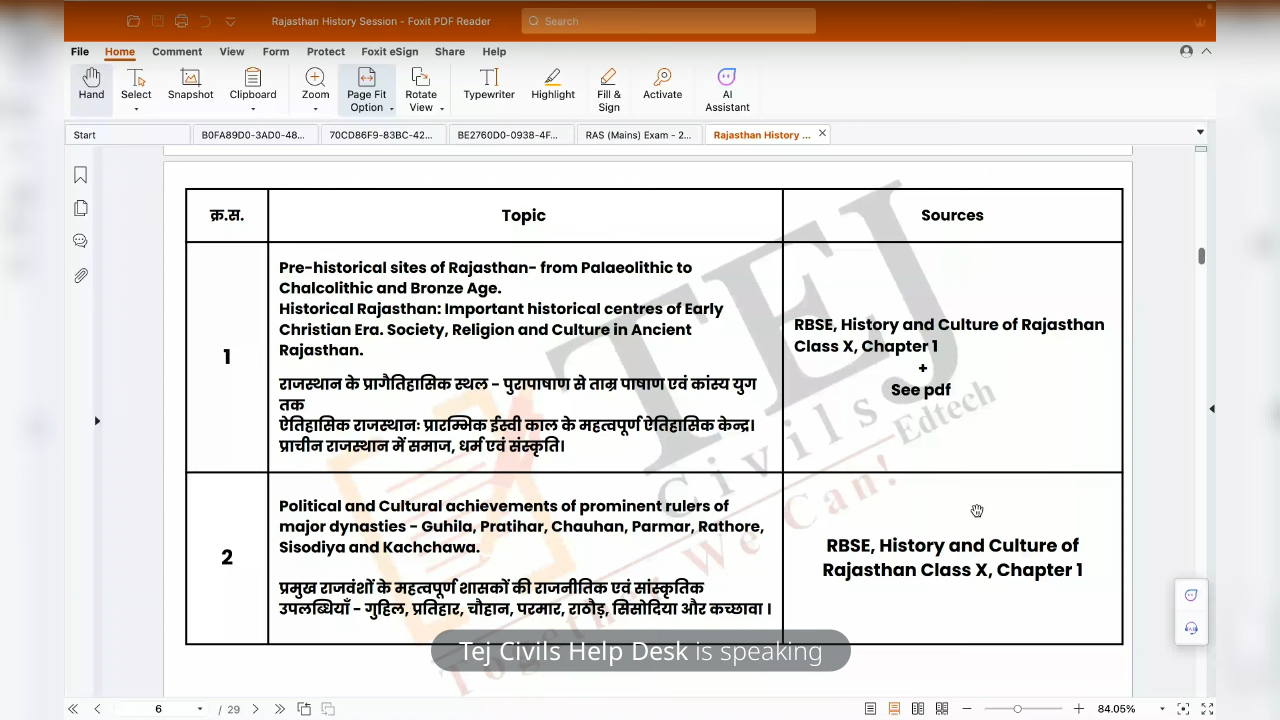 Rajasthan History Session - Foxit PDF Reader
Search
File Home Comment View Form Protect Foxit eSign Share Help
Hand Select Snapshot Clipboard Zoom Page Fit Option Rotate View Typewriter Highlight Fill & Sign Activate AI Assistant
Start B0FA89D0-3AD0-48... 70CD86F9-83BC-42... BE2760D0-0938-4F... RAS (Mains) Exam - 2... Rajasthan History ...
क्र.स. Topic Sources
Pre-historical sites of Rajasthan- from Palaeolithic to
Chalcolithic and Bronze Age.
Historical Rajasthan: Important historical centres of Early
Christian Era. Society, Religion and Culture in Ancient
Rajasthan.
राजस्थान के प्रागैतिहासिक स्थल - पुरापाषाण से ताम्र पाषाण एवं कांस्य युग
तक
ऐतिहासिक राजस्थानः प्रारम्भिक ईस्वी काल के महत्वपूर्ण ऐतिहासिक केन्द्र।
प्राचीन राजस्थान में समाज, धर्म एवं संस्कृति।
1
RBSE, History and Culture of Rajasthan
Class X, Chapter 1
+
See pdf
Political and Cultural achievements of prominent rulers of
major dynasties - Guhila, Pratihar, Chauhan, Parmar, Rathore,
Sisodiya and Kachchawa.
प्रमुख राजवंशों के महत्वपूर्ण शासकों की राजनीतिक एवं सांस्कृतिक
उपलब्धियाँ - गुहिल, प्रतिहार, चौहान, परमार, राठौड़, सिसोदिया और कच्छावा ।
2
RBSE, History and Culture of
Rajasthan Class X, Chapter 1
TEJ
Civils
Edtech
Together We Can!
Tej Civils Help Desk is speaking
6 / 29
84.05%